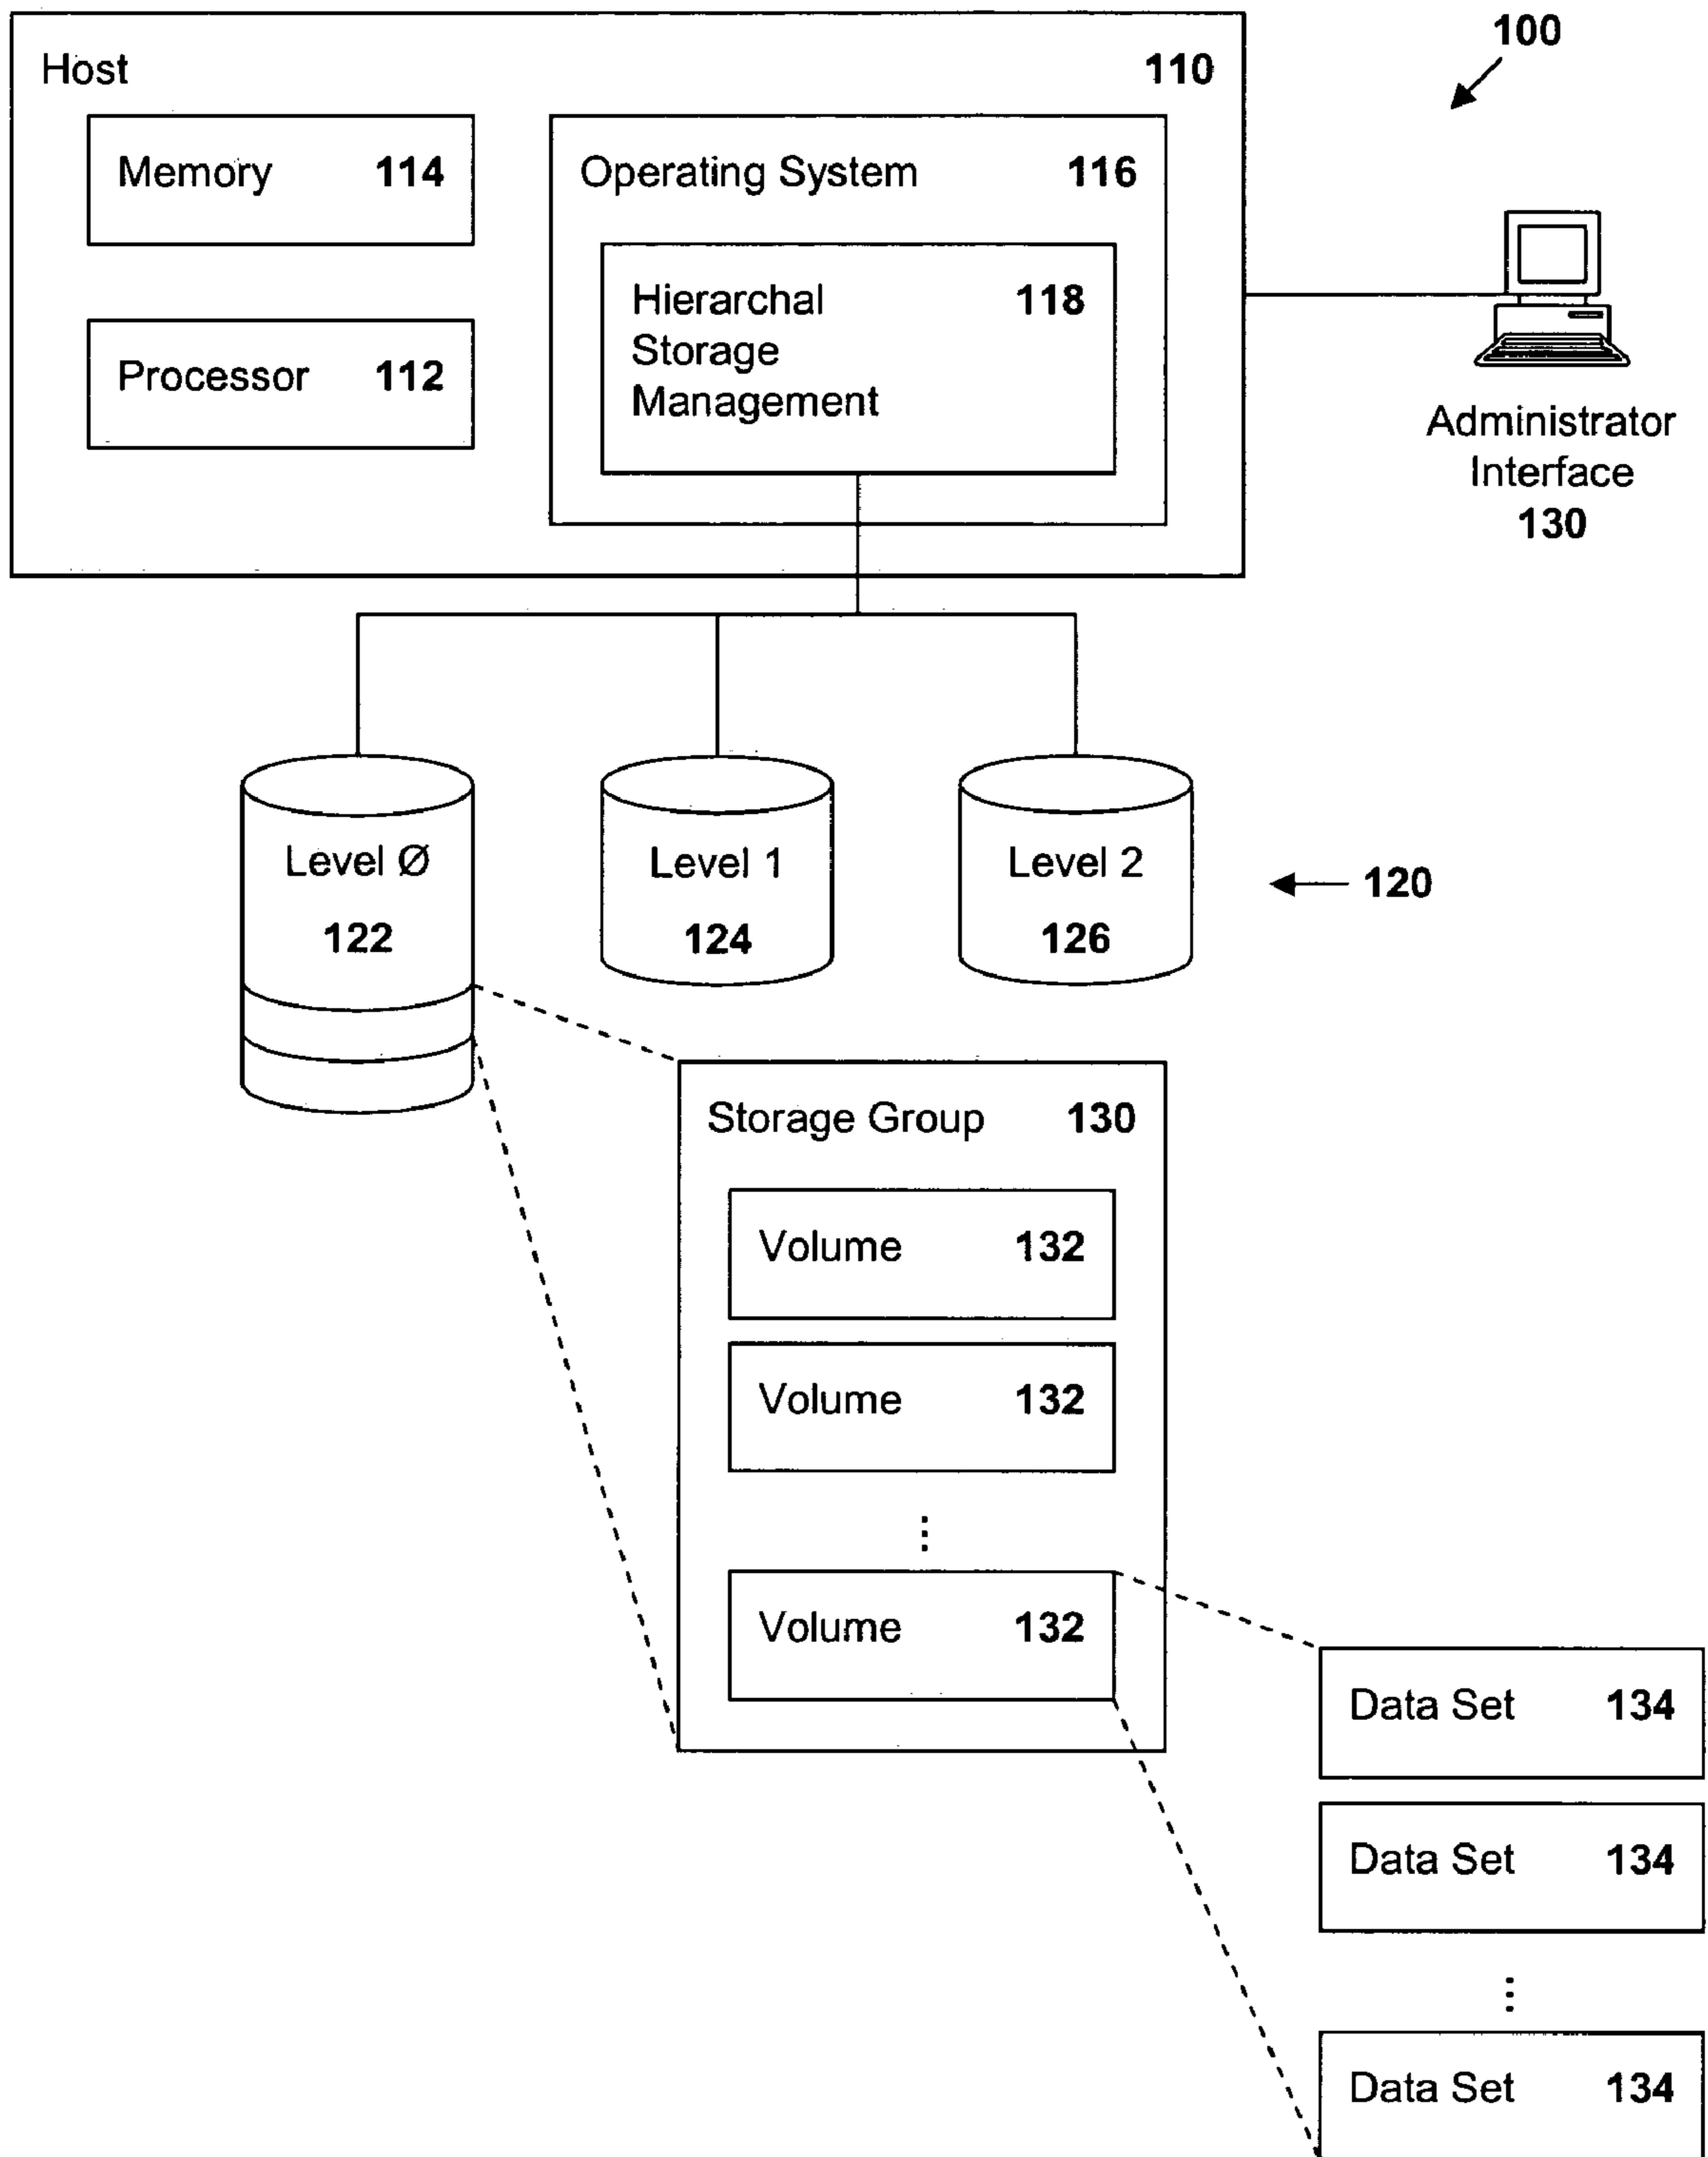 100
Host 110
Memory 114
Operating System 116
Hierarchal 118
Storage
Management
Processor 112
Administrator
Interface
130
Level Ø
122
Level 1
124
Level 2
126
120
Storage Group 130
Volume 132
Volume 132
⋮
Volume 132
Data Set 134
Data Set 134
⋮
Data Set 134